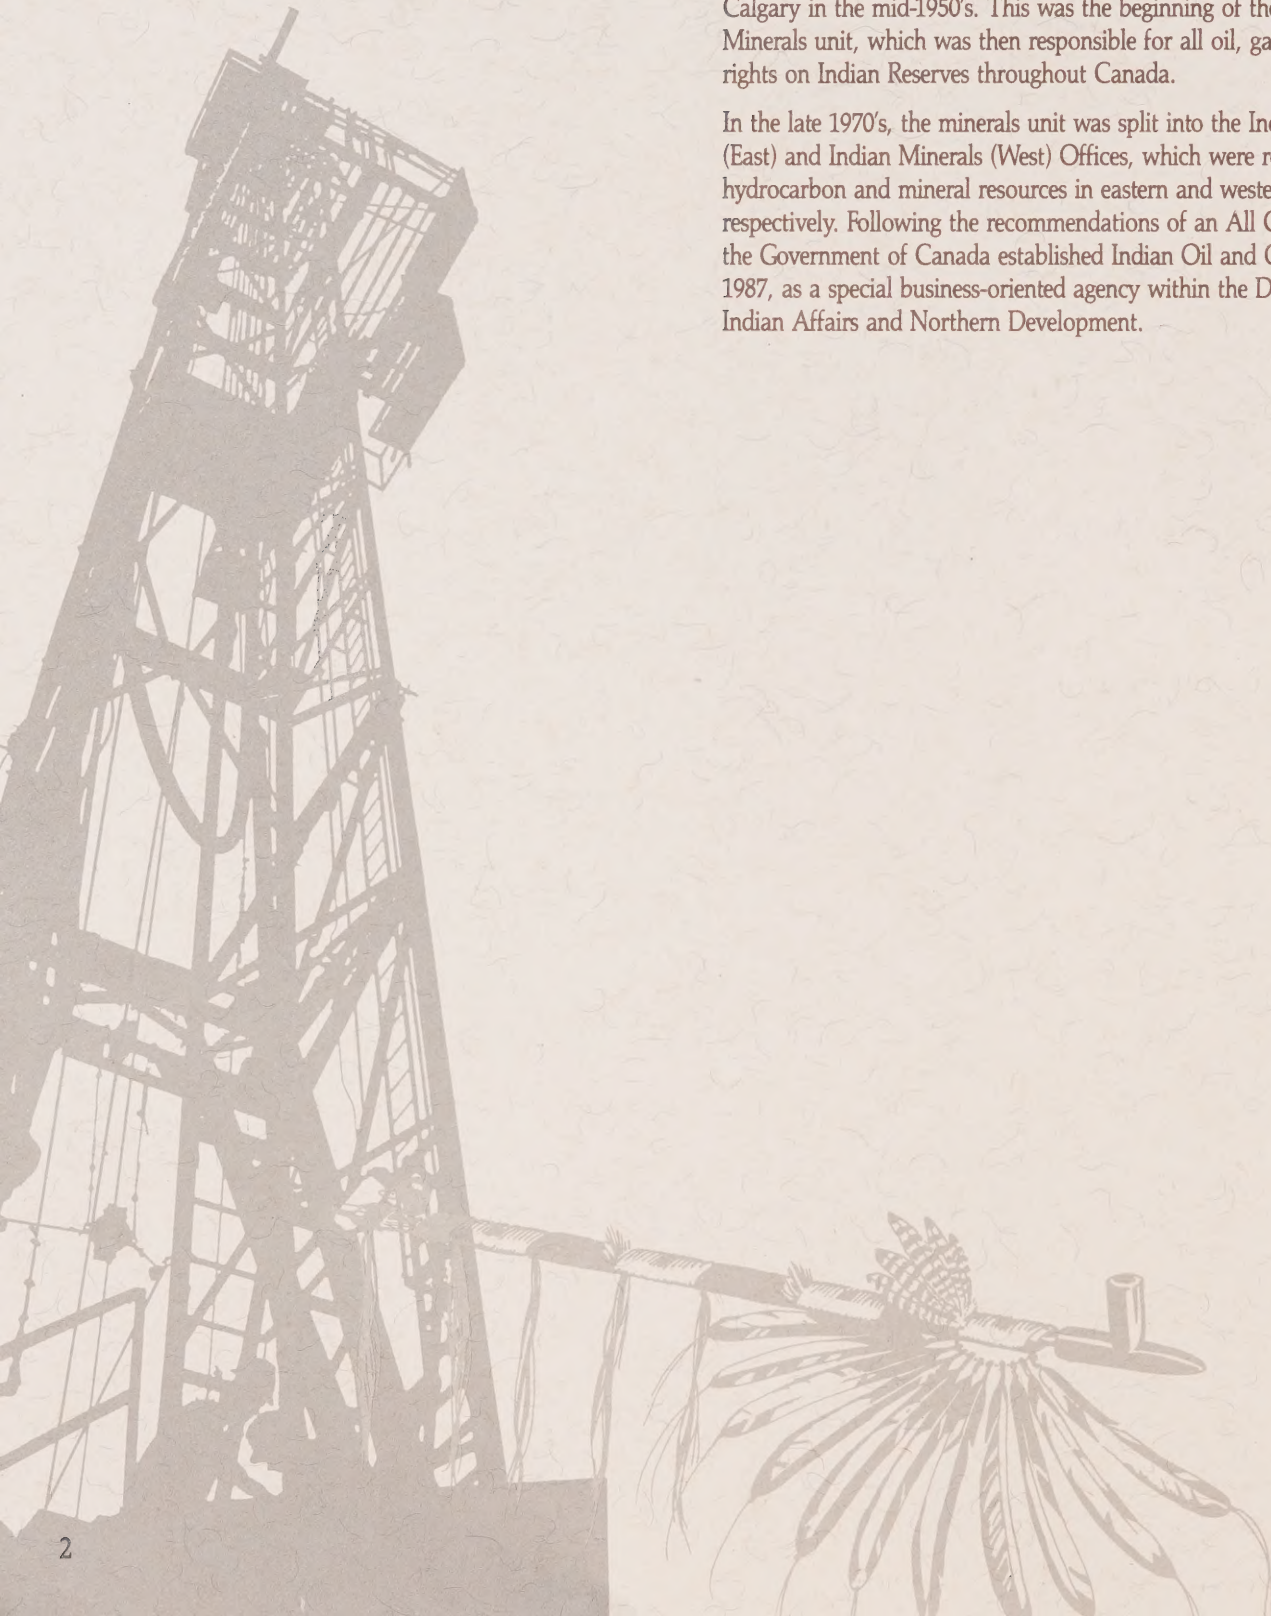 Calgary in the mid-1950's. This was the beginning of the
Minerals unit, which was then responsible for all oil, ga
rights on Indian Reserves throughout Canada.
In the late 1970's, the minerals unit was split into the In
(East) and Indian Minerals (West) Offices, which were r
hydrocarbon and mineral resources in eastern and weste
respectively. Following the recommendations of an All
the Government of Canada established Indian Oil and
1987, as a special business-oriented agency within the D
Indian Affairs and Northern Development.
2